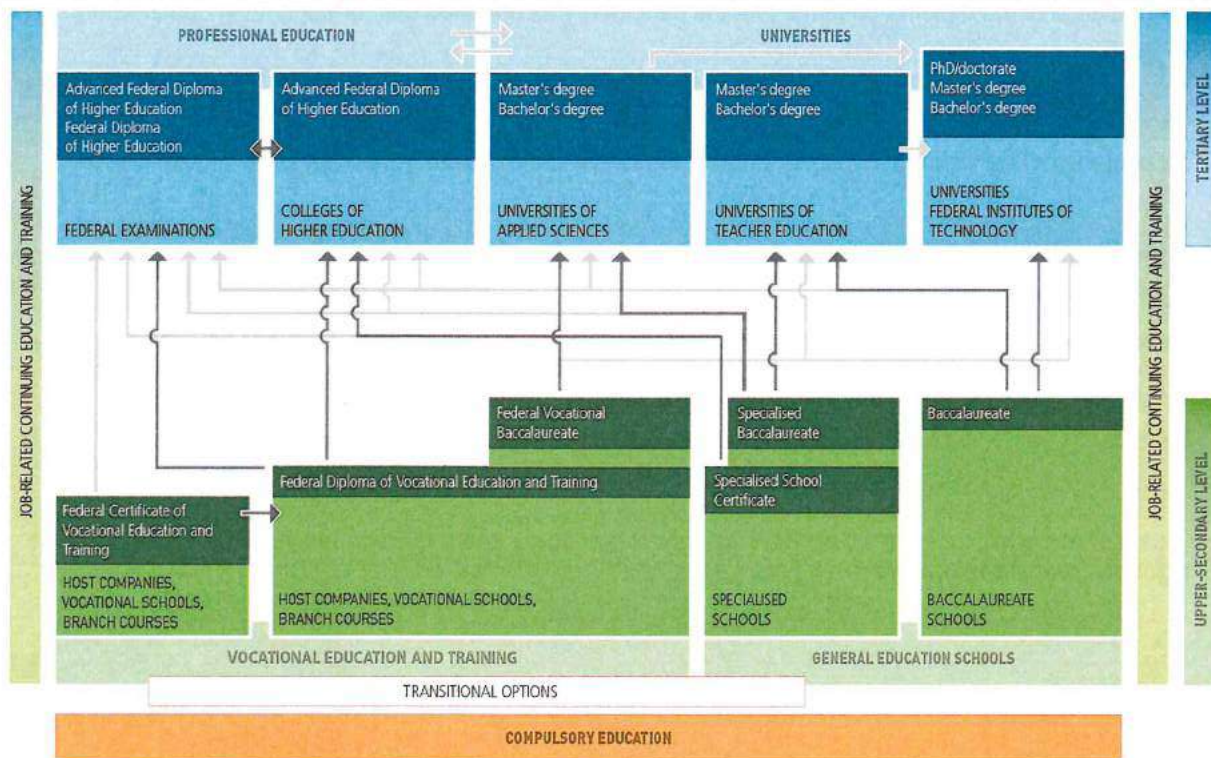 PROFESSIONAL EDUCATION
UNIVERSITIES
Advanced Federal Diploma
of Higher Education
Federal Diploma
of Higher Education
FEDERAL EXAMINATIONS
Advanced Federal Diploma
of Higher Education
COLLEGES OF
HIGHER EDUCATION
Master's degree
Bachelor's degree
UNIVERSITIES OF
APPLIED SCIENCES
Master's degree
Bachelor's degree
UNIVERSITIES OF
TEACHER EDUCATION
PhD/doctorate
Master's degree
Bachelor's degree
UNIVERSITIES
FEDERAL INSTITUTES OF
TECHNOLOGY
TERTIARY LEVEL
JOB-RELATED CONTINUING EDUCATION AND TRAINING
JOB-RELATED CONTINUING EDUCATION AND TRAINING
Federal Vocational
Baccalaureate
Specialised
Baccalaureate
Baccalaureate
Federal Diploma of Vocational Education and Training
Specialised School
Certificate
Federal Certificate of
Vocational Education and
Training
HOST COMPANIES,
VOCATIONAL SCHOOLS,
BRANCH COURSES
HOST COMPANIES, VOCATIONAL SCHOOLS,
BRANCH COURSES
SPECIALISED
SCHOOLS
BACCALAUREATE
SCHOOLS
UPPER-SECONDARY LEVEL
VOCATIONAL EDUCATION AND TRAINING
GENERAL EDUCATION SCHOOLS
TRANSITIONAL OPTIONS
COMPULSORY EDUCATION